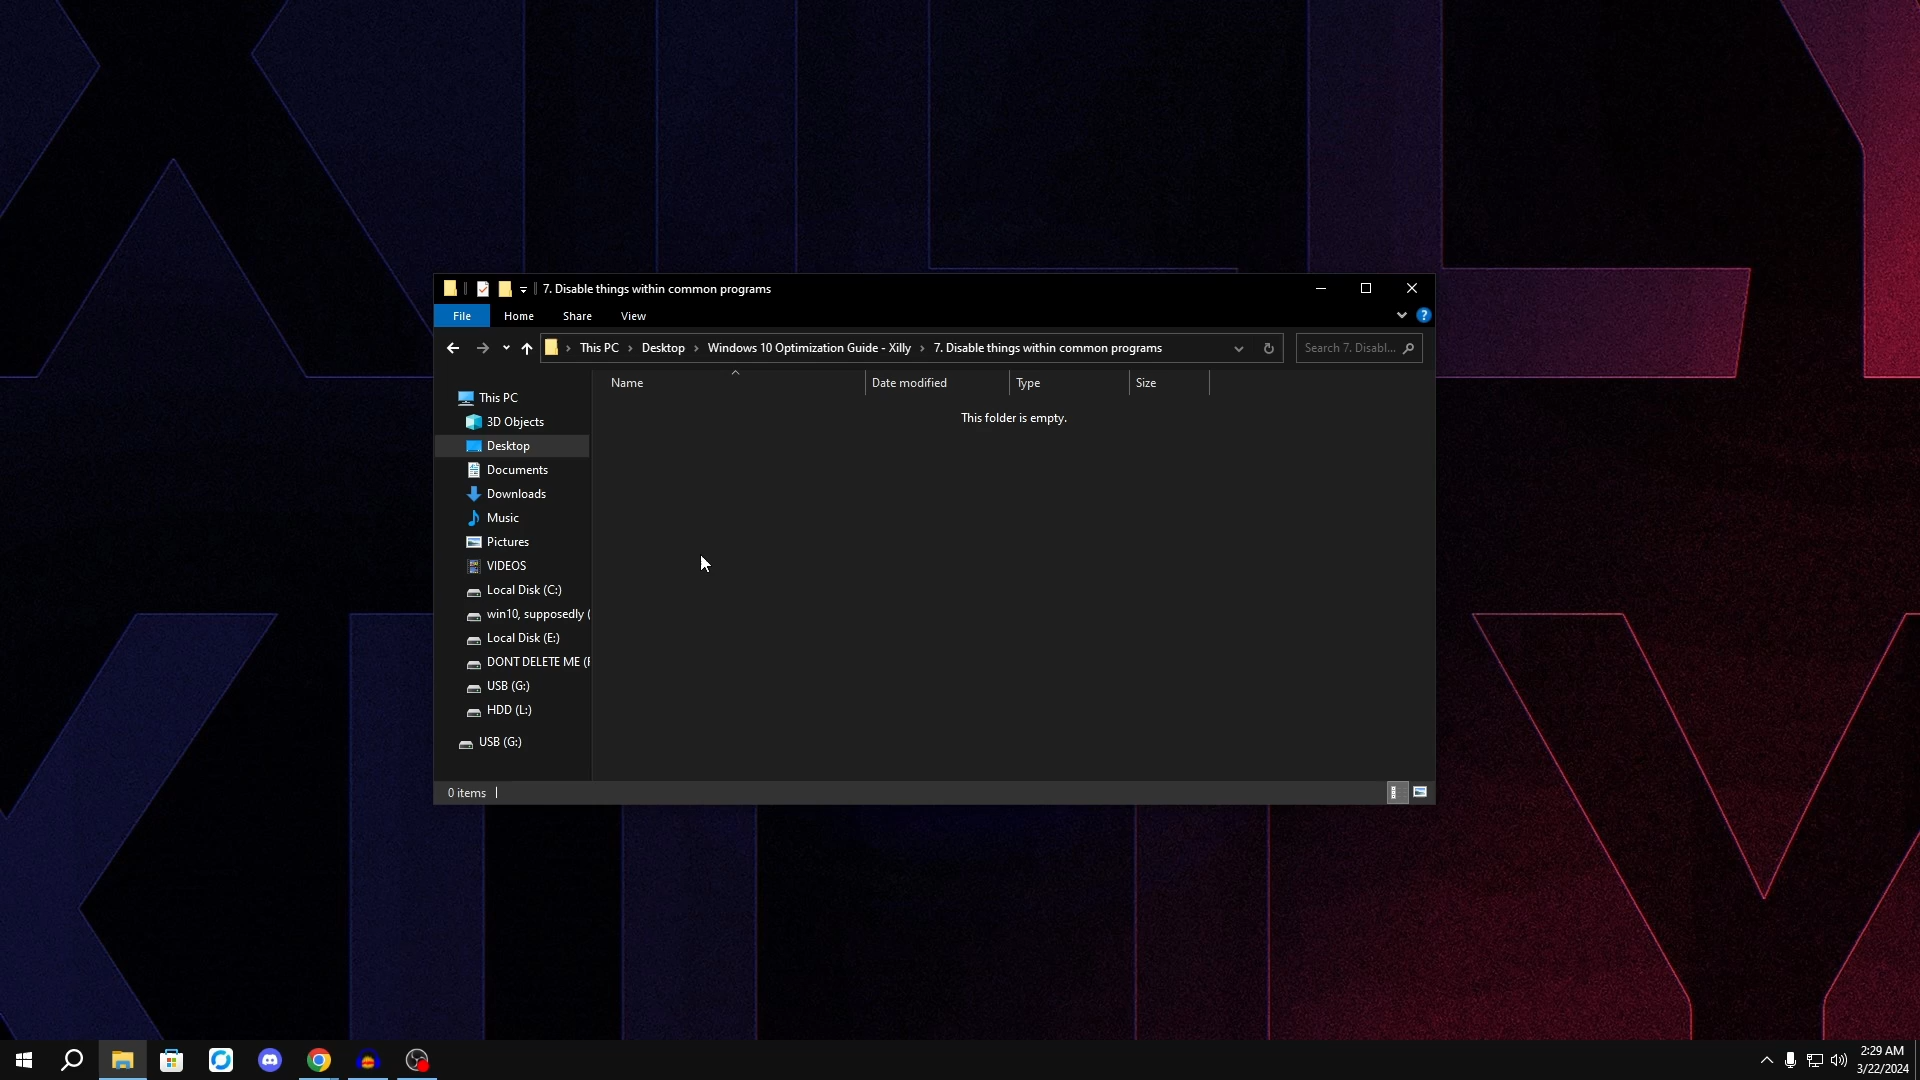 7. Disable things within common programs
File Home Share View
This PC Desktop Windows 10 Optimization Guide - Xilly 7. Disable things within common programs
Search 7. Disabl...
Name Date modified Type Size
This folder is empty.
This PC
3D Objects
Desktop
Documents
Downloads
Music
Pictures
VIDEOS
Local Disk (C:)
win10, supposedly (
Local Disk (E:)
DONT DELETE ME (F
USB (G:)
HDD (L:)
USB (G:)
0 items
2:29 AM
3/22/2024